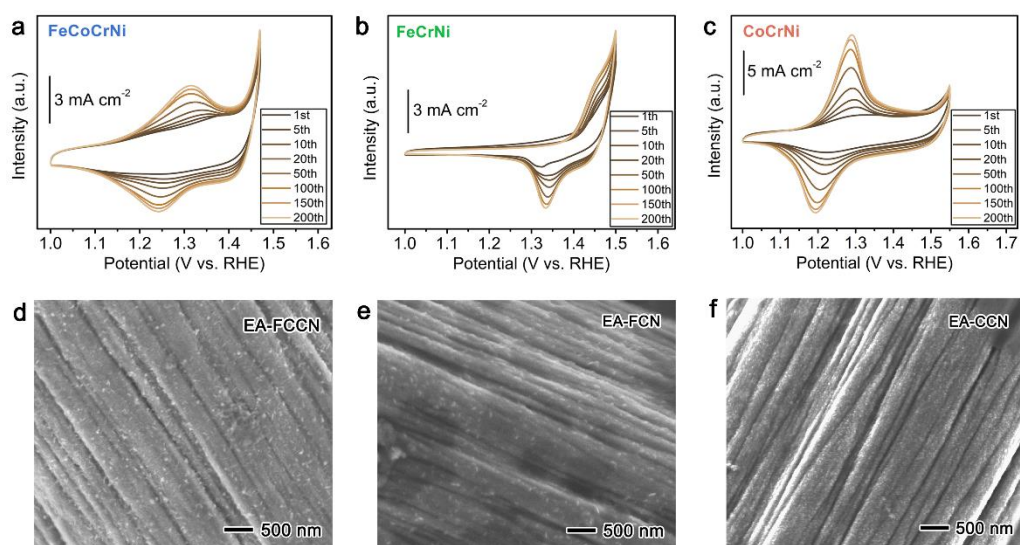 a
FeCoCrNi
3 mA cm⁻²
Intensity (a.u.)
1st
5th
10th
20th
50th
100th
150th
200th
1.0 1.1 1.2 1.3 1.4 1.5 1.6
Potential (V vs. RHE)
b
FeCrNi
3 mA cm⁻²
Intensity (a.u.)
1th
5th
10th
20th
50th
100th
150th
200th
1.0 1.1 1.2 1.3 1.4 1.5 1.6
Potential (V vs. RHE)
c
CoCrNi
5 mA cm⁻²
Intensity (a.u.)
1st
5th
10th
20th
50th
100th
150th
200th
1.0 1.1 1.2 1.3 1.4 1.5 1.6 1.7
Potential (V vs. RHE)
d
EA-FCCN
500 nm
e
EA-FCN
500 nm
f
EA-CCN
500 nm